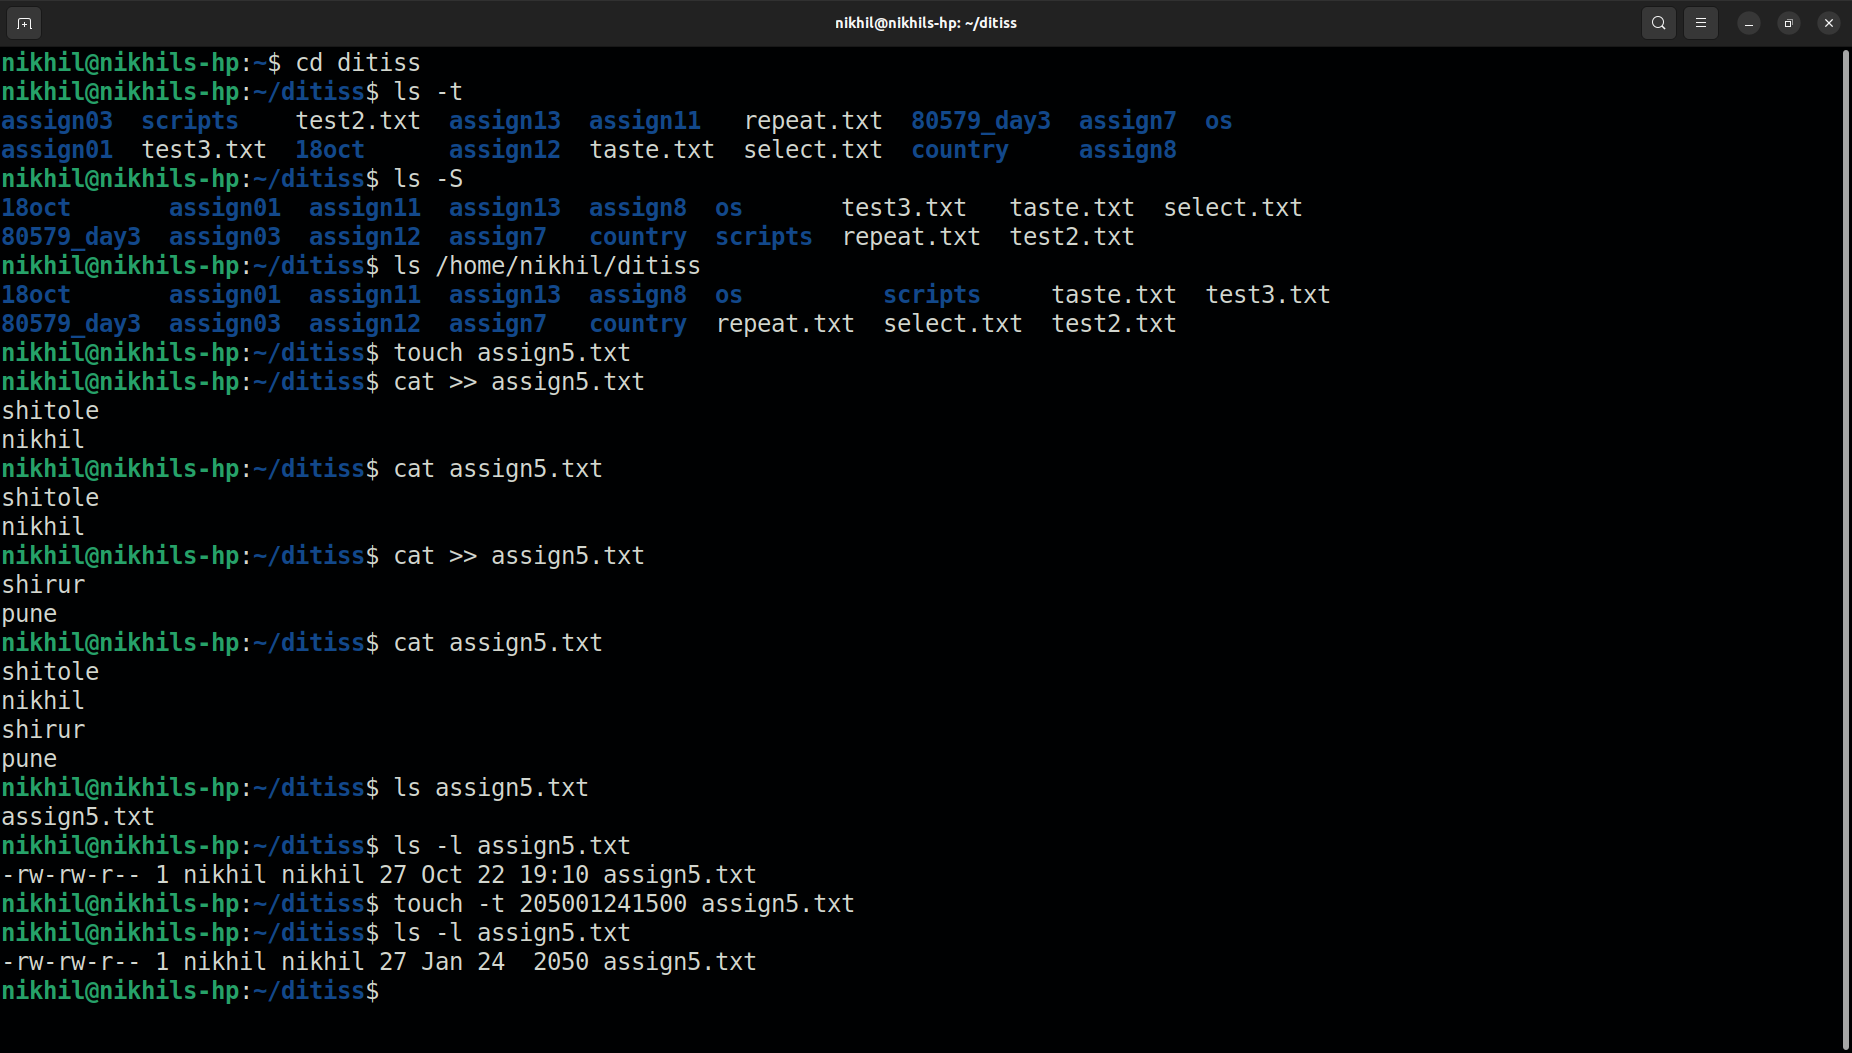 nikhil@nikhils-hp: ~/ditiss
nikhil@nikhils-hp:~$ cd ditiss
nikhil@nikhils-hp:~/ditiss$ ls -t
assign03  scripts    test2.txt  assign13  assign11   repeat.txt  80579_day3  assign7  os
assign01  test3.txt  18oct      assign12  taste.txt  select.txt  country     assign8
nikhil@nikhils-hp:~/ditiss$ ls -S
18oct       assign01  assign11  assign13  assign8  os       test3.txt   taste.txt  select.txt
80579_day3  assign03  assign12  assign7   country  scripts  repeat.txt  test2.txt
nikhil@nikhils-hp:~/ditiss$ ls /home/nikhil/ditiss
18oct       assign01  assign11  assign13  assign8  os          scripts     taste.txt  test3.txt
80579_day3  assign03  assign12  assign7   country  repeat.txt  select.txt  test2.txt
nikhil@nikhils-hp:~/ditiss$ touch assign5.txt
nikhil@nikhils-hp:~/ditiss$ cat >> assign5.txt
shitole
nikhil
nikhil@nikhils-hp:~/ditiss$ cat assign5.txt
shitole
nikhil
nikhil@nikhils-hp:~/ditiss$ cat >> assign5.txt
shirur
pune
nikhil@nikhils-hp:~/ditiss$ cat assign5.txt
shitole
nikhil
shirur
pune
nikhil@nikhils-hp:~/ditiss$ ls assign5.txt
assign5.txt
nikhil@nikhils-hp:~/ditiss$ ls -l assign5.txt
-rw-rw-r-- 1 nikhil nikhil 27 Oct 22 19:10 assign5.txt
nikhil@nikhils-hp:~/ditiss$ touch -t 205001241500 assign5.txt
nikhil@nikhils-hp:~/ditiss$ ls -l assign5.txt
-rw-rw-r-- 1 nikhil nikhil 27 Jan 24  2050 assign5.txt
nikhil@nikhils-hp:~/ditiss$